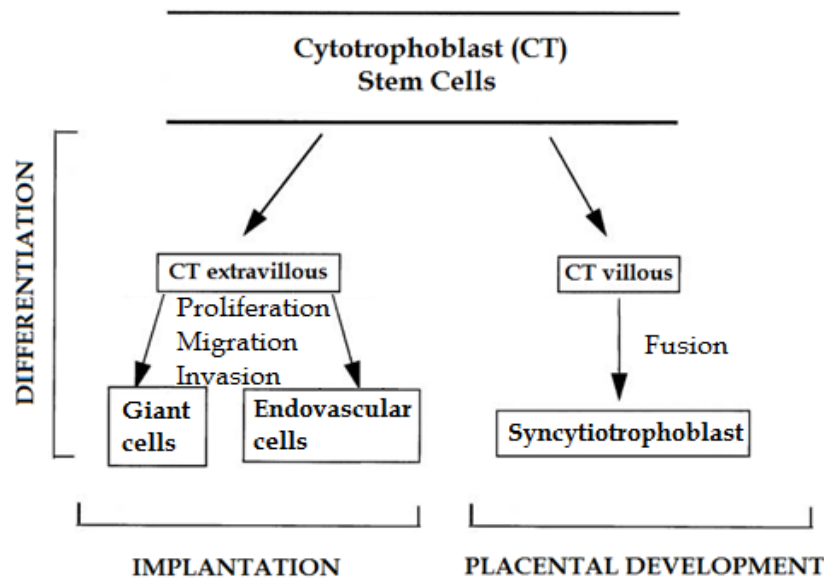 Cytotrophoblast (CT)
Stem Cells
DIFFERENTIATION
CT extravillous
CT villous
Proliferation
Migration
Invasion
Fusion
Giant
cells
Endovascular
cells
Syncytiotrophoblast
IMPLANTATION
PLACENTAL DEVELOPMENT